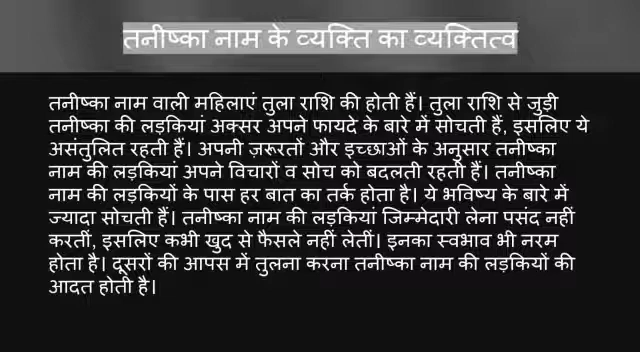 तनीष्का नाम के व्यक्ति का व्यक्तित्व
तनीष्का नाम वाली महिलाएं तुला राशि की होती हैं। तुला राशि से जुड़ी
तनीष्का की लड़कियां अक्सर अपने फायदे के बारे में सोचती हैं, इसलिए ये
असंतुलित रहती हैं। अपनी ज़रूरतों और इच्छाओं के अनुसार तनीष्का
नाम की लड़कियां अपने विचारों व सोच को बदलती रहती हैं। तनीष्का
नाम की लड़कियों के पास हर बात का तर्क होता है। ये भविष्य के बारे में
ज्यादा सोचती हैं। तनीष्का नाम की लड़कियां जिम्मेदारी लेना पसंद नहीं
करतीं, इसलिए कभी खुद से फैसले नहीं लेतीं। इनका स्वभाव भी नरम
होता है। दूसरों की आपस में तुलना करना तनीष्का नाम की लड़कियों की
आदत होती है।